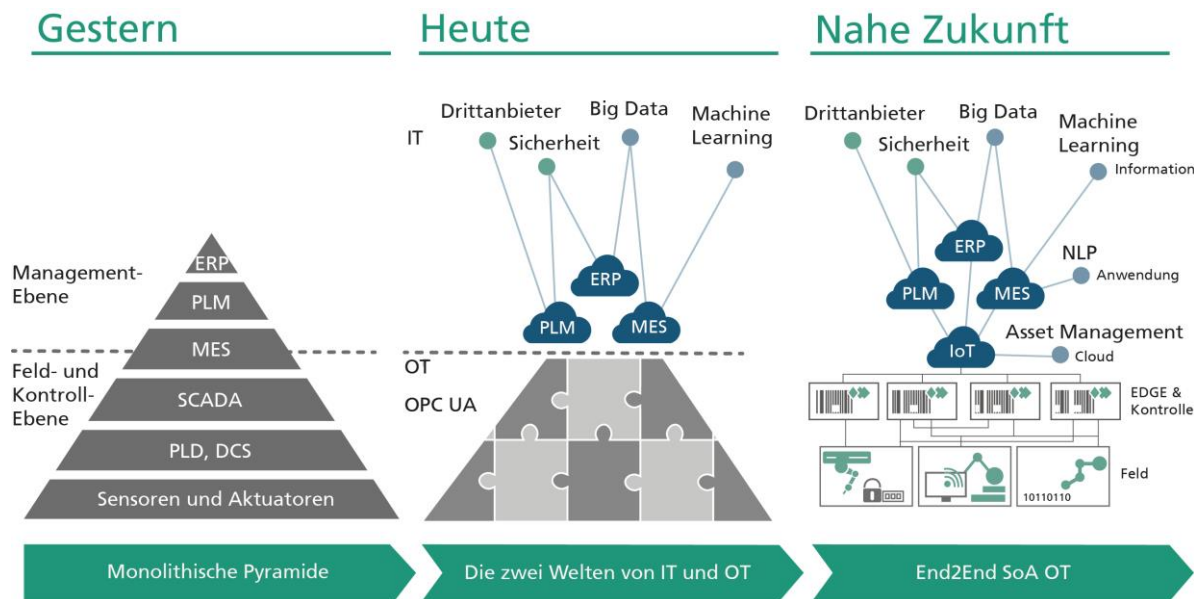 Gestern
Management-
Ebene
Feld- und
Kontroll-
Ebene
ERP
PLM
MES
SCADA
PLD, DCS
Sensoren und Aktuatoren
Monolithische Pyramide
Heute
IT
Drittanbieter
Sicherheit
Big Data
Machine
Learning
ERP
PLM
MES
OT
OPC UA
Die zwei Welten von IT und OT
Nahe Zukunft
Drittanbieter
Sicherheit
Big Data
Machine
Learning
Information
ERP
NLP
Anwendung
PLM
MES
Asset Management
Cloud
IoT
EDGE &
Kontrolle
Feld
10110110
End2End SoA OT